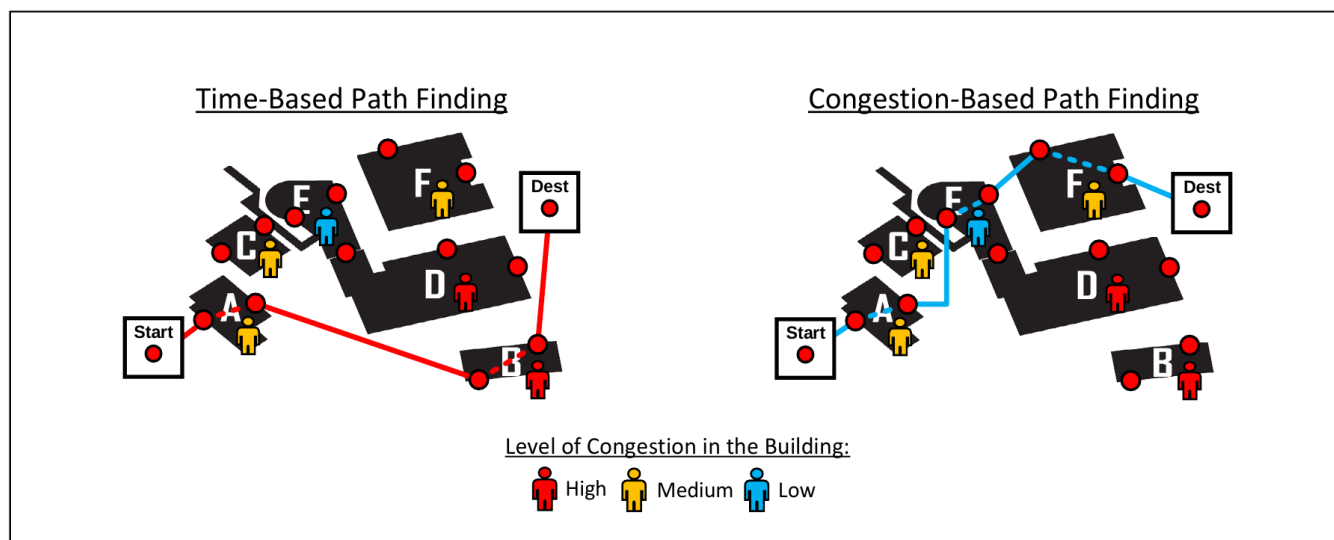 Time-Based Path Finding
F
E
Dest
C
D
A
Start
B
Congestion-Based Path Finding
F
E
Dest
C
D
A
Start
B
Level of Congestion in the Building:
High Medium Low